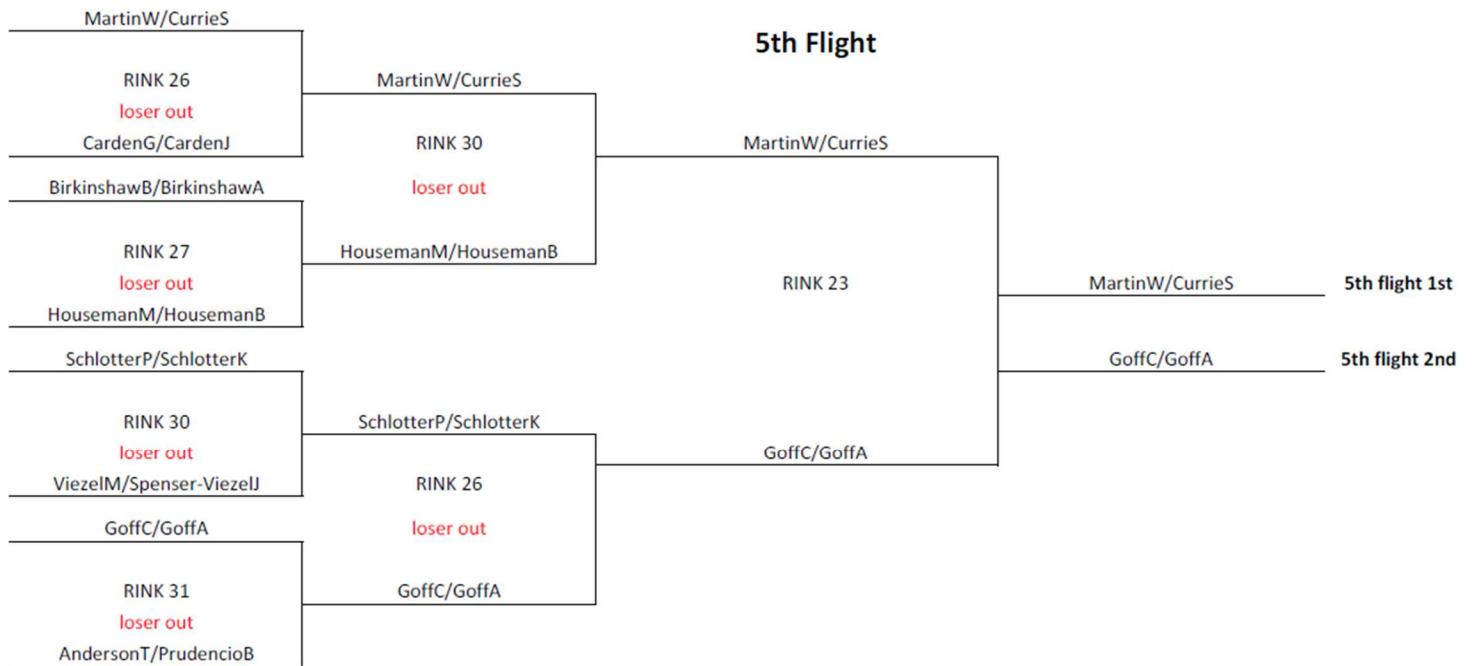 MartinW/CurrieS
5th Flight
RINK 26
MartinW/CurrieS
loser out
CardenG/CardenJ
RINK 30
MartinW/CurrieS
BirkinshawB/BirkinshawA
loser out
RINK 27
HousemanM/HousemanB
loser out
RINK 23
MartinW/CurrieS
5th flight 1st
HousemanM/HousemanB
SchlotterP/SchlotterK
GoffC/GoffA
5th flight 2nd
RINK 30
SchlotterP/SchlotterK
loser out
GoffC/GoffA
ViezelM/Spenser-ViezelJ
RINK 26
GoffC/GoffA
loser out
RINK 31
GoffC/GoffA
loser out
AndersonT/PrudencioB